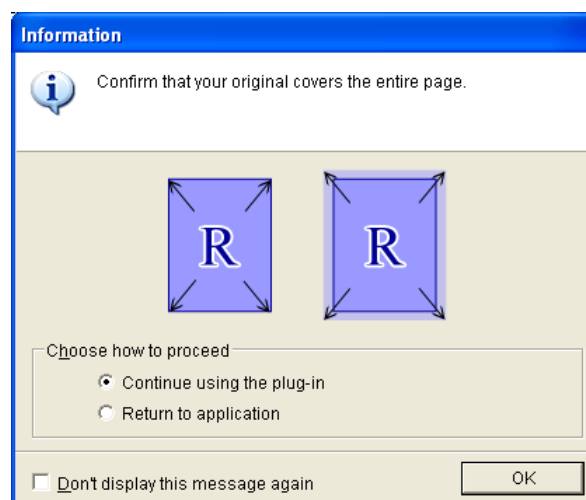 Information
Confirm that your original covers the entire page.
R R
Choose how to proceed
Continue using the plug-in
Return to application
Don't display this message again
OK